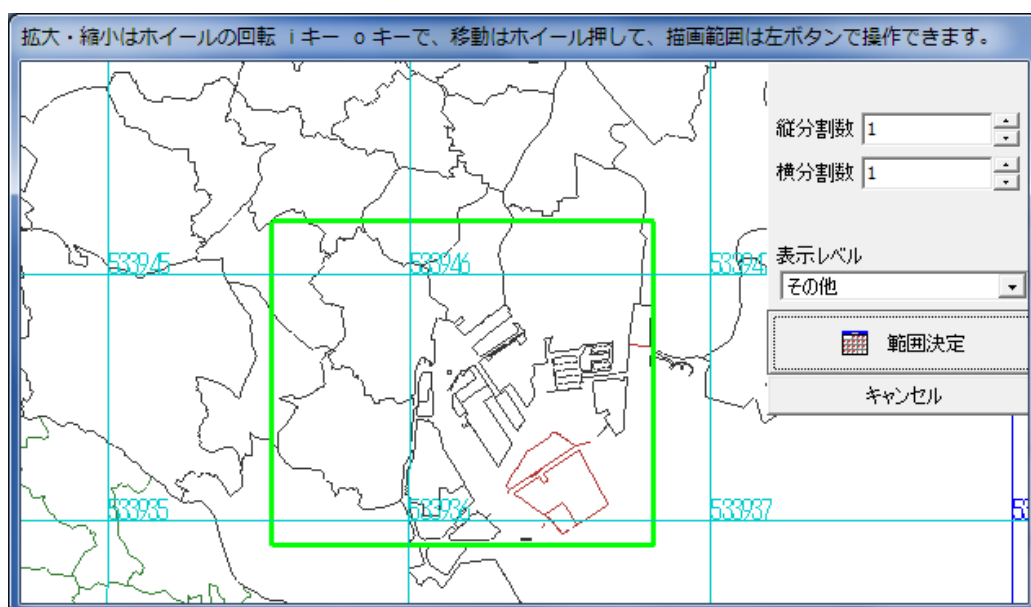 拡大・縮小はホイールの回転 i キー o キーで、移動はホイール押して、描画範囲は左ボタンで操作できます。
縦分割数 1
横分割数 1
533945
533946
表示レベル
その他
範囲決定
キャンセル
533935
533936
533937